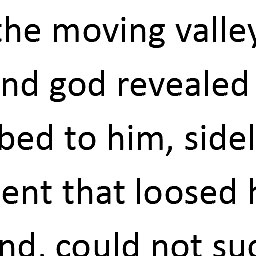 the moving valley
nd god revealed
bed to him, sidel
ent that loosed h
nd, could not suc